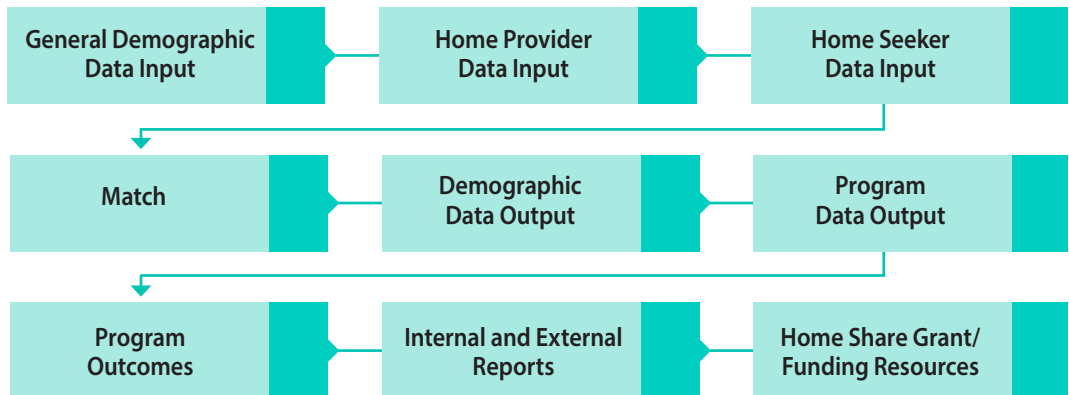 General Demographic
Data Input
Home Provider
Data Input
Home Seeker
Data Input
Match
Demographic
Data Output
Program
Data Output
Program
Outcomes
Internal and External
Reports
Home Share Grant/
Funding Resources